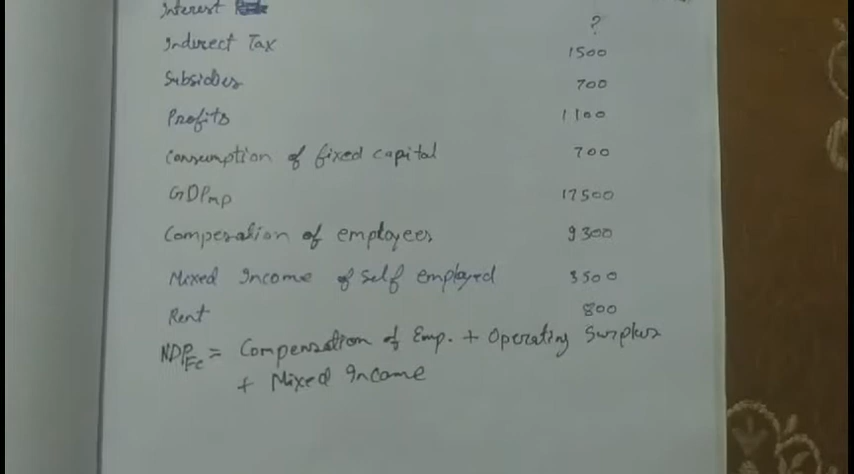 Interest
?
Indirect Tax 1500
Subsidies 700
Profits 1100
Consumption of fixed capital 700
GDPmp 17500
Compensation of employees 9300
Mixed Income of Self employed 3500
Rent 800
NDPFc = Compensation of Emp. + Operating Surplus
+ Mixed Income